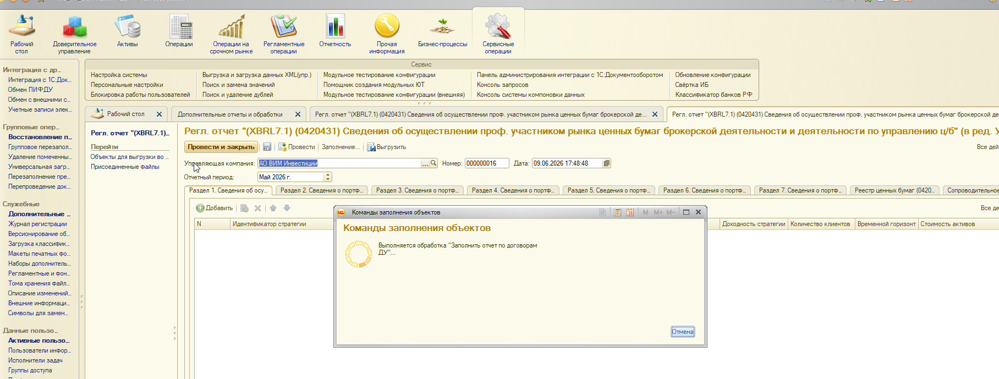 Рабочий стол
Доверительное управление
Активы
Операции
Операции на срочном рынке
Регламентные операции
Отчетность
Прочая информация
Бизнес-процессы
Сервисные операции
Сервис
Настройка системы
Персональные настройки
Блокировка работы пользователей
Выгрузка и загрузка данных XML(упр.)
Поиск и замена значений
Поиск и удаление дублей
Модульное тестирование конфигурации
Помощник создания модульных ЮТ
Модульное тестирование конфигурации (внешняя)
Панель администрирования интеграции с 1С:Документооборотом
Консоль запросов
Консоль системы компоновки данных
Обновление конфигурации
Свёртка ИБ
Классификатор банков РФ
Интеграция с др...
Интеграция с 1С:Док...
Обмен ПИФДУ
Обмен с внешними с...
Учетные записи элек...
Групповые опер...
Восстановление п...
Групповое перезапол...
Удаление помеченны...
Универсальная загр...
Перезаполнение пре...
Перепроведение док...
Служебные
Дополнительные ...
Журнал регистрации
Версионирование об...
Загрузка классифик...
Макеты печатных фо...
Наборы дополнитель...
Регламентные и фон...
Тома хранения файл...
Описание изменений...
Внешние информаци...
Символы для замен...
Данные пользо...
Активные пользо...
Пользователи инфор...
Исполнители задач
Группы доступа
Рабочий стол
Дополнительные отчеты и обработки
Регл. отчет "(XBRL7.1) (0420431) Сведения об осуществлении проф. участником рынка ценных бумаг брокерской де...
Регл. отчет "(XBRL7.1) (0420431) Сведения об осуществлении проф. участником рынка ценных бумаг брокерской де
Регл. отчет "(XBRL7.1)...
Перейти
Объекты для выгрузки во ...
Присоединенные файлы
Регл. отчет "(XBRL7.1) (0420431) Сведения об осуществлении проф. участником рынка ценных бумаг брокерской деятельности и деятельности по управлению ц/б" (в ред. У
Провести и закрыть
Провести
Заполнение...
Выгрузить
Все дей
Управляющая компания: АО ВИМ Инвестиции ... Номер: 000000016 Дата: 09.06.2026 17:48:48
Отчетный период: Май 2026 г.
Раздел 1. Сведения об осу...
Раздел 2. Сведения о портф...
Раздел 3. Сведения о портф...
Раздел 4. Сведения о портф...
Раздел 5. Сведения о портф...
Раздел 6. Сведения о портф...
Раздел 7. Сведения о портф...
Реестр ценных бумаг (0420...
Сопроводительное
Добавить
Все де
N
Идентификатор стратегии
Доходность стратегии
Количество клиентов
Временной горизонт
Стоимость активов
Команды заполнения объектов
31
M M+ M-
Команды заполнения объектов
Выполняется обработка "Заполнить отчет по договорам
ДУ"...
Отмена